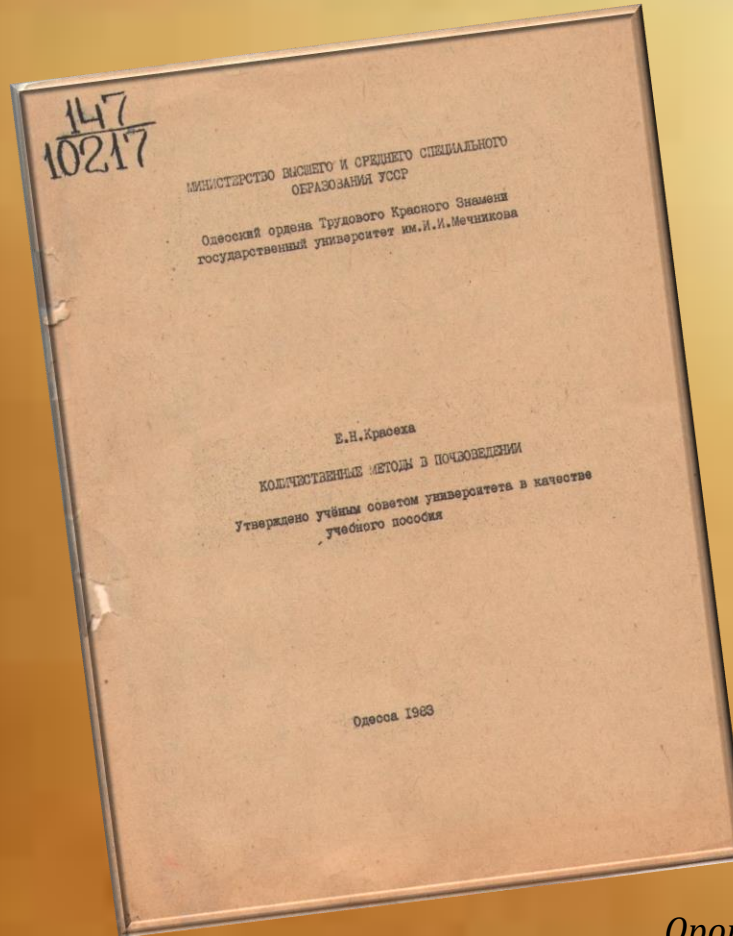 147
10217
МИНИСТЕРСТВО ВЫСШЕГО И СРЕДНЕГО СПЕЦИАЛЬНОГО
ОБРАЗОВАНИЯ УССР
Одесский ордена Трудового Красного Знамени
государственный университет им.И.И.Мечникова
Е.Н.Красеха
КОЛИЧЕСТВЕННЫЕ МЕТОДЫ В ПОЧВОВЕДЕНИИ
Утверждено учёным советом университета в качестве
учебного пособия
Одесса 1983